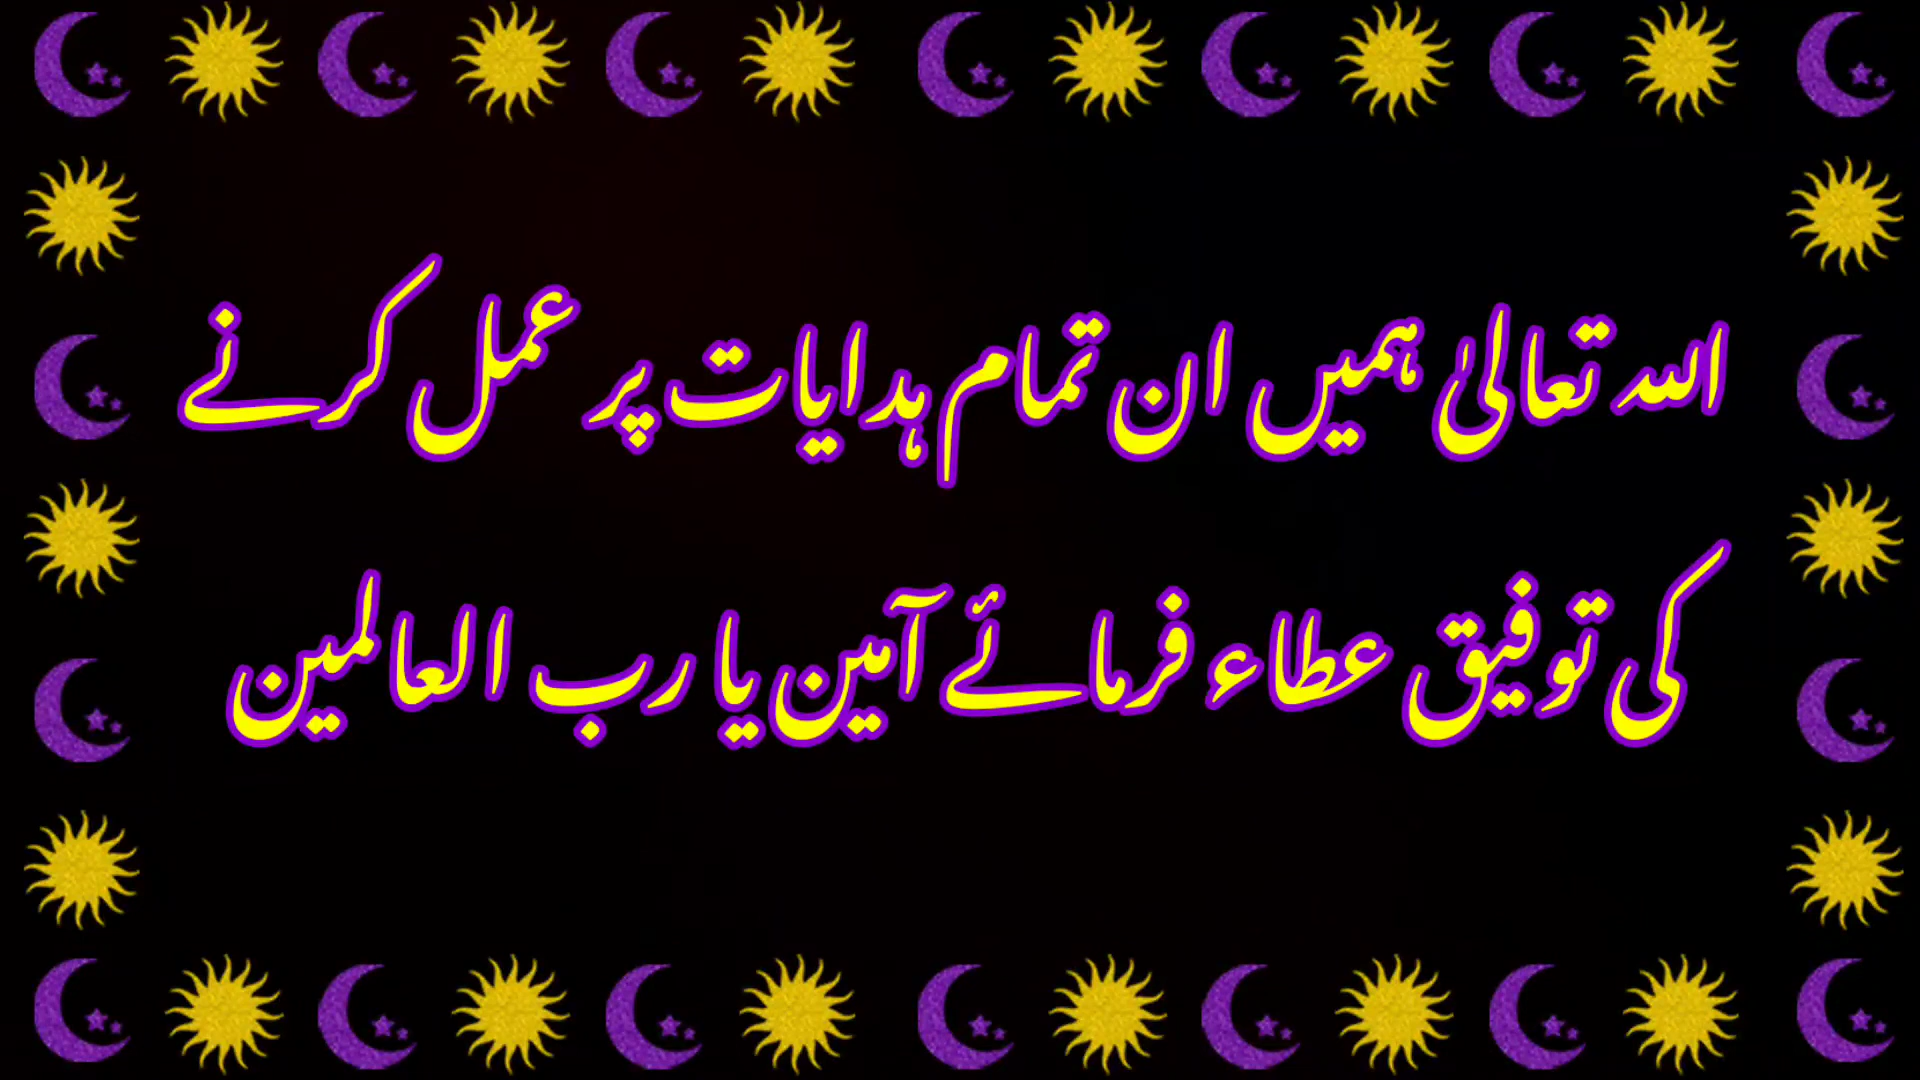 اللہ تعالیٰ ہمیں ان تمام ہدایات پر عمل کرنے
کی توفیق عطاء فرمائے آمین یا رب العالمین